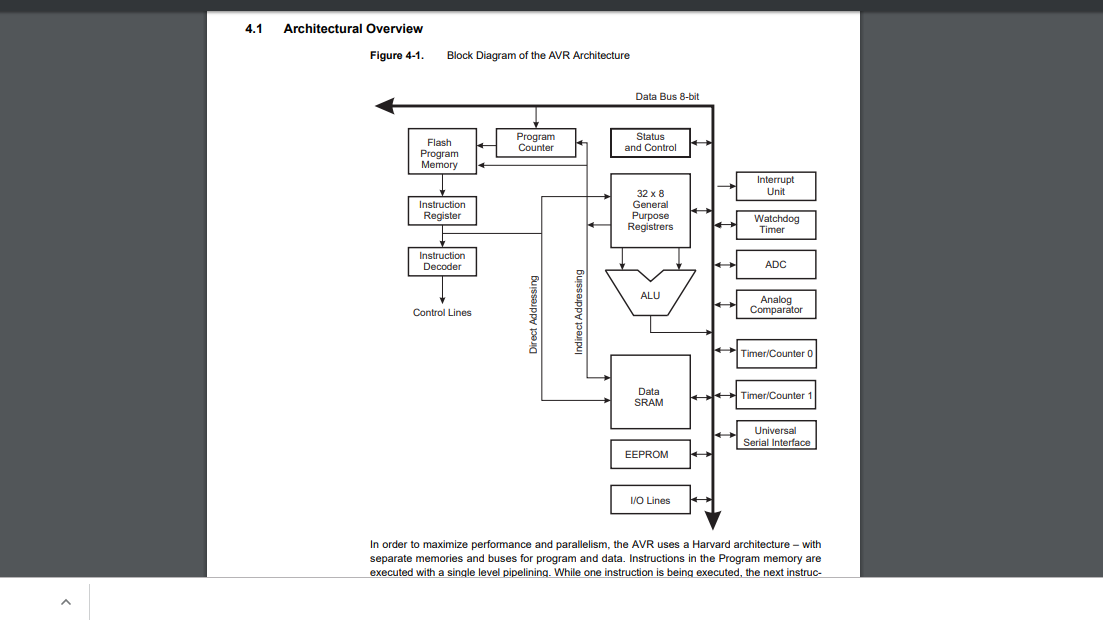 4.1 Architectural Overview
Figure 4-1. Block Diagram of the AVR Architecture
Data Bus 8-bit
Flash
Program
Memory
Program
Counter
Status
and Control
Interrupt
Unit
32 x 8
General
Purpose
Registrers
Instruction
Register
Watchdog
Timer
Instruction
Decoder
ADC
Direct Addressing
Indirect Addressing
ALU
Analog
Comparator
Control Lines
Timer/Counter 0
Data
SRAM
Timer/Counter 1
Universal
Serial Interface
EEPROM
I/O Lines
In order to maximize performance and parallelism, the AVR uses a Harvard architecture – with
separate memories and buses for program and data. Instructions in the Program memory are
executed with a single level pipelining. While one instruction is being executed, the next instruc-